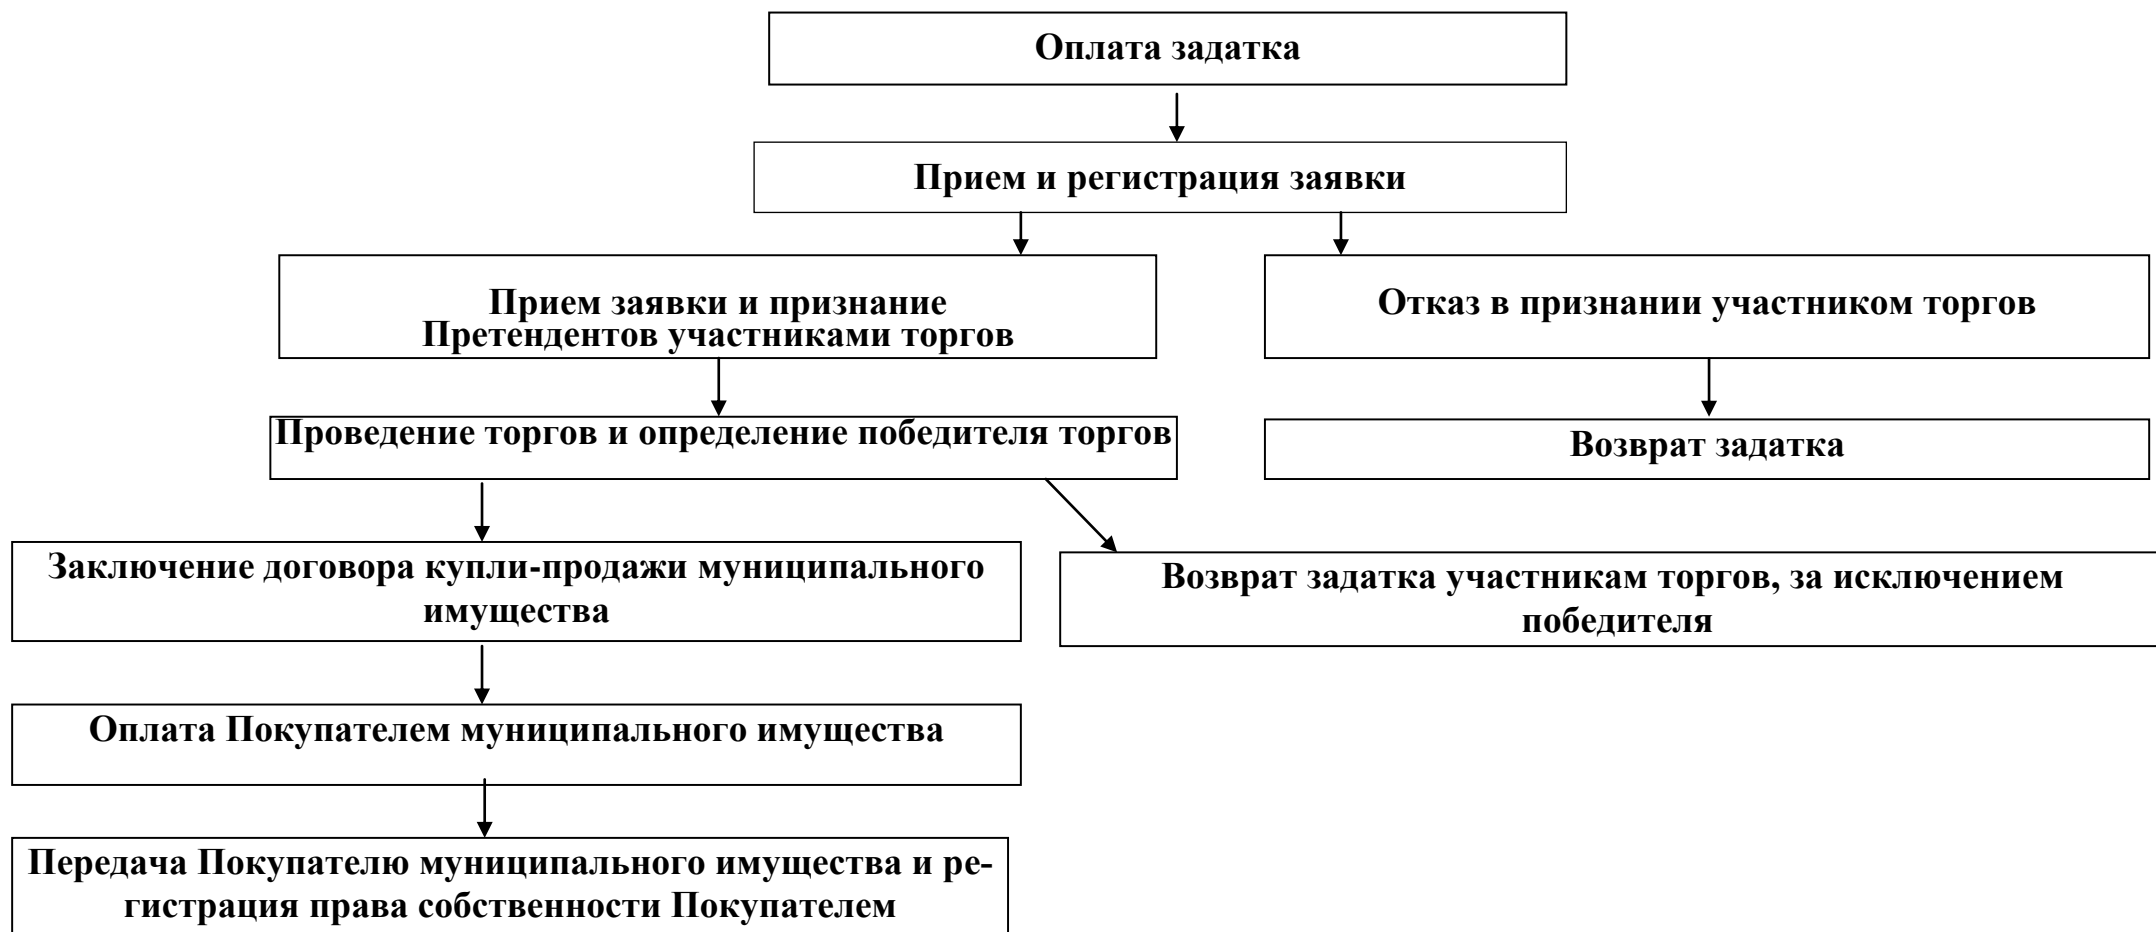 Оплата задатка
Прием и регистрация заявки
Прием заявки и признание
Претендентов участниками торгов
Отказ в признании участником торгов
Проведение торгов и определение победителя торгов
Возврат задатка
Заключение договора купли-продажи муниципального
имущества
Возврат задатка участникам торгов, за исключением
победителя
Оплата Покупателем муниципального имущества
Передача Покупателю муниципального имущества и ре-
гистрация права собственности Покупателем